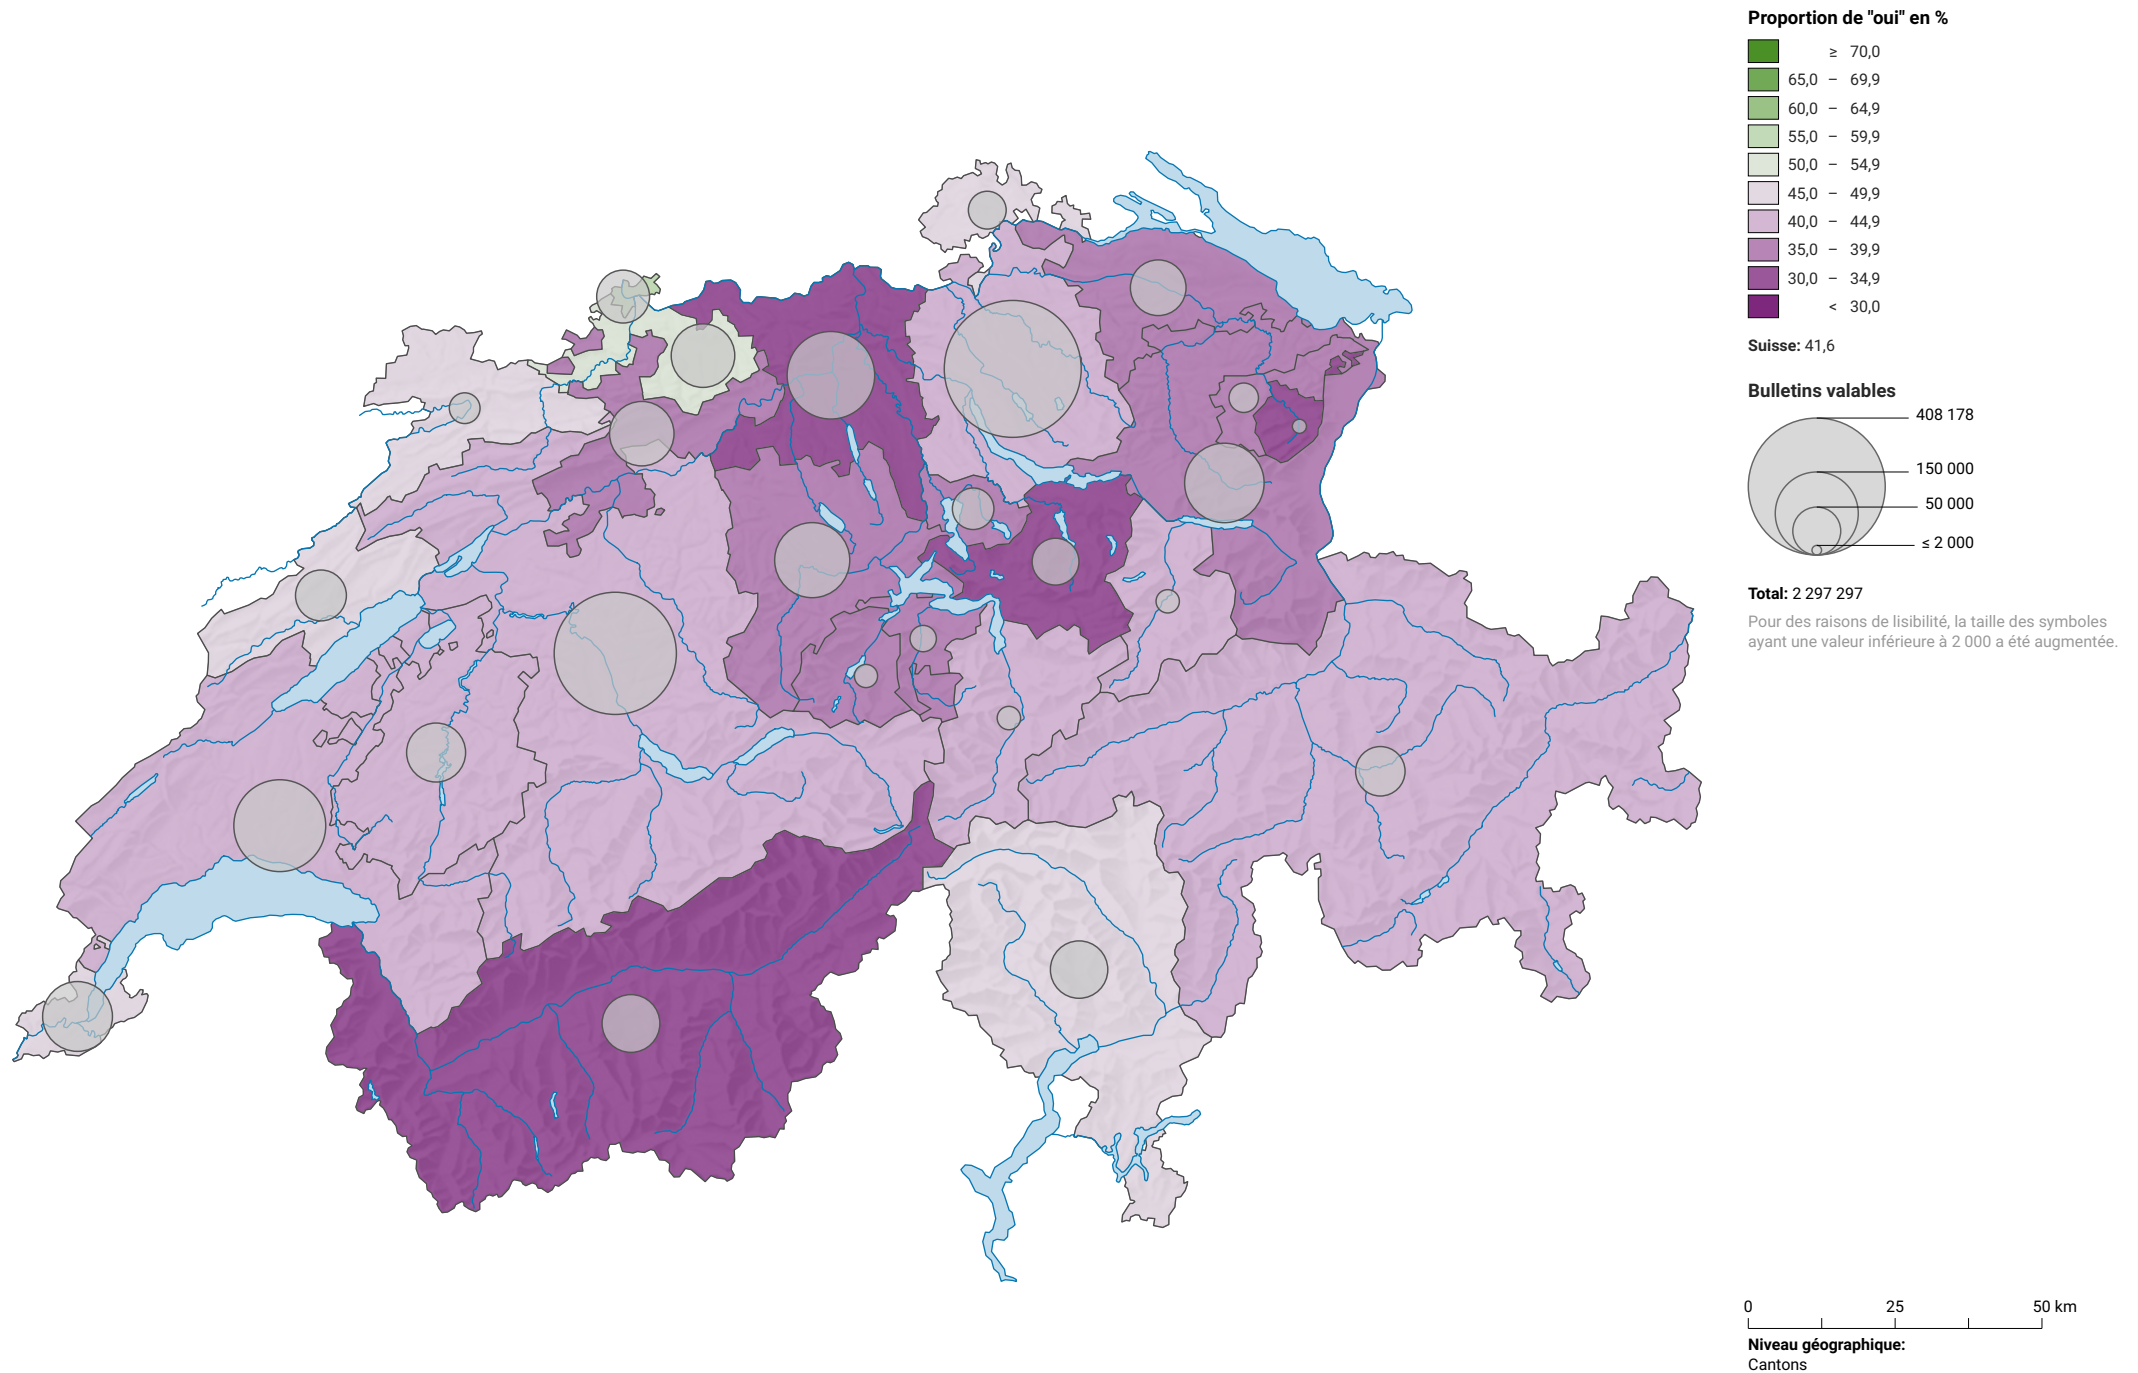 Proportion de "oui" en %
≥ 70,0
65,0 – 69,9
60,0 – 64,9
55,0 – 59,9
50,0 – 54,9
45,0 – 49,9
40,0 – 44,9
35,0 – 39,9
30,0 – 34,9
< 30,0
Suisse: 41,6
Bulletins valables
408 178
150 000
50 000
≤ 2 000
Total: 2 297 297
Pour des raisons de lisibilité, la taille des symboles
ayant une valeur inférieure à 2 000 a été augmentée.
0 25 50 km
Niveau géographique:
Cantons